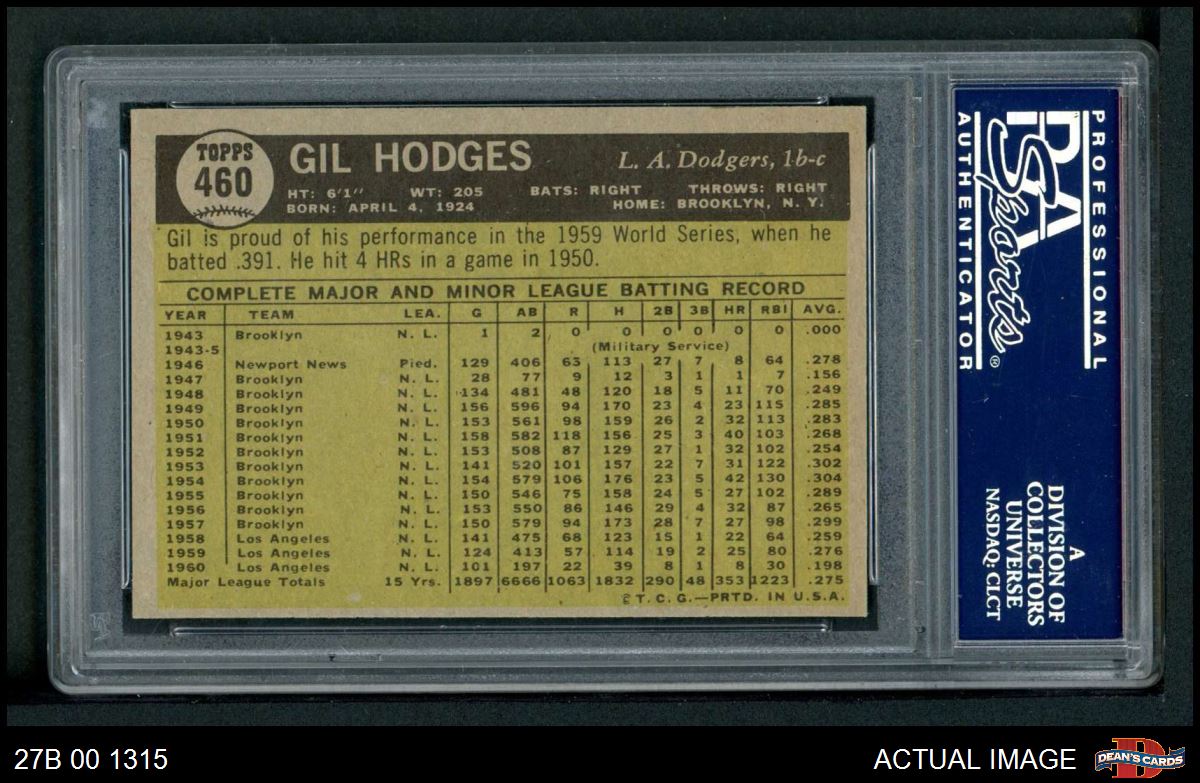 TOPPS
460
GIL HODGES
L. A. Dodgers, 1b-c
HT: 6'1" WT: 205 BATS: RIGHT THROWS: RIGHT
BORN: APRIL 4, 1924 HOME: BROOKLYN, N. Y.
Gil is proud of his performance in the 1959 World Series, when he
batted .391. He hit 4 HRs in a game in 1950.
COMPLETE MAJOR AND MINOR LEAGUE BATTING RECORD
YEAR TEAM LEA. G AB R H 2B 3B HR RBI AVG.
1943 Brooklyn N. L. 1 2 0 0 0 0 0 0 .000
1943-5 (Military Service)
1946 Newport News Pied. 129 406 63 113 27 7 8 64 .278
1947 Brooklyn N. L. 28 77 9 12 3 1 1 7 .156
1948 Brooklyn N. L. 134 481 48 120 18 5 11 70 .249
1949 Brooklyn N. L. 156 596 94 170 23 4 23 115 .285
1950 Brooklyn N. L. 153 561 98 159 26 2 32 113 .283
1951 Brooklyn N. L. 158 582 118 156 25 3 40 103 .268
1952 Brooklyn N. L. 153 508 87 129 27 1 32 102 .254
1953 Brooklyn N. L. 141 520 101 157 22 7 31 122 .302
1954 Brooklyn N. L. 154 579 106 176 23 5 42 130 .304
1955 Brooklyn N. L. 150 546 75 158 24 5 27 102 .289
1956 Brooklyn N. L. 153 550 86 146 29 4 32 87 .265
1957 Brooklyn N. L. 150 579 94 173 28 7 27 98 .299
1958 Los Angeles N. L. 141 475 68 123 15 1 22 64 .259
1959 Los Angeles N. L. 124 413 57 114 19 2 25 80 .276
1960 Los Angeles N. L. 101 197 22 39 8 1 8 30 .198
Major League Totals 15 Yrs. 1897 6666 1063 1832 290 48 353 1223 .275
© T. C. G.—PRTD. IN U.S.A.
PROFESSIONAL
PSA
Sports®
AUTHENTICATOR
A
DIVISION OF
COLLECTORS
UNIVERSE
NASDAQ: CLCT
27B 00 1315
ACTUAL IMAGE
DEAN'S CARDS